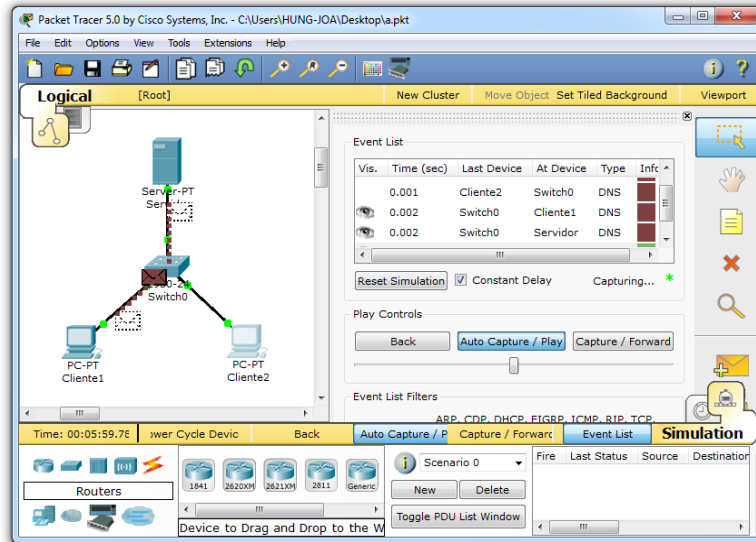 Packet Tracer 5.0 by Cisco Systems, Inc. - C:\Users\HUNG-JOA\Desktop\a.pkt
File Edit Options View Tools Extensions Help
Logical [Root] New Cluster Move Object Set Tiled Background Viewport
Server-PT
Switch0
PC-PT
Cliente1
PC-PT
Cliente2
Event List
Vis. Time (sec) Last Device At Device Type Info
0.001 Cliente2 Switch0 DNS
0.002 Switch0 Cliente1 DNS
0.002 Switch0 Servidor DNS
Reset Simulation Constant Delay Capturing... *
Play Controls
Back Auto Capture / Play Capture / Forward
Event List Filters
ARP, CDP, DHCP, EIGRP, ICMP, RIP, TCP,
Time: 00:05:59.78 ower Cycle Devic Back Auto Capture / P Capture / Forward Event List Simulation
Routers
1841 2620XM 2621XM 2811 Generic
Device to Drag and Drop to the W
Scenario 0
New Delete
Toggle PDU List Window
Fire Last Status Source Destination